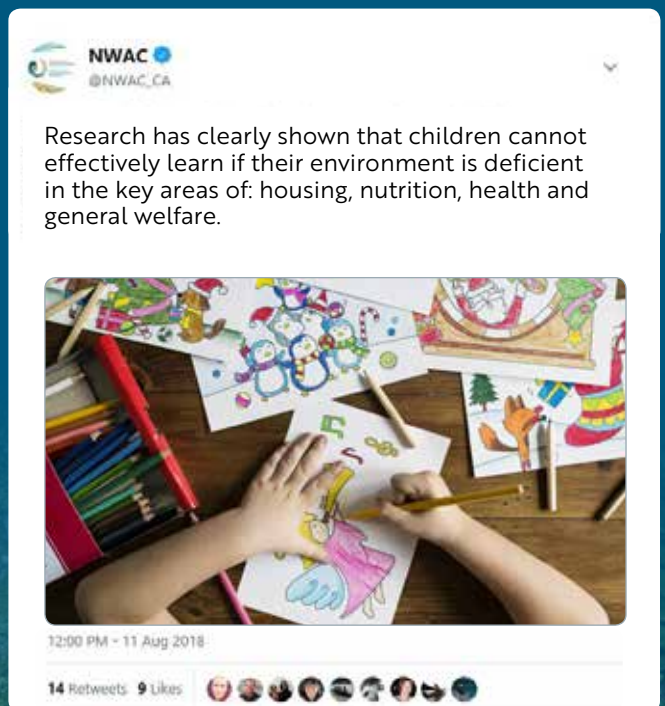 NWAC
@NWAC_CA
Research has clearly shown that children cannot
effectively learn if their environment is deficient
in the key areas of: housing, nutrition, health and
general welfare.
12:00 PM - 11 Aug 2018
14 Retweets 9 Likes